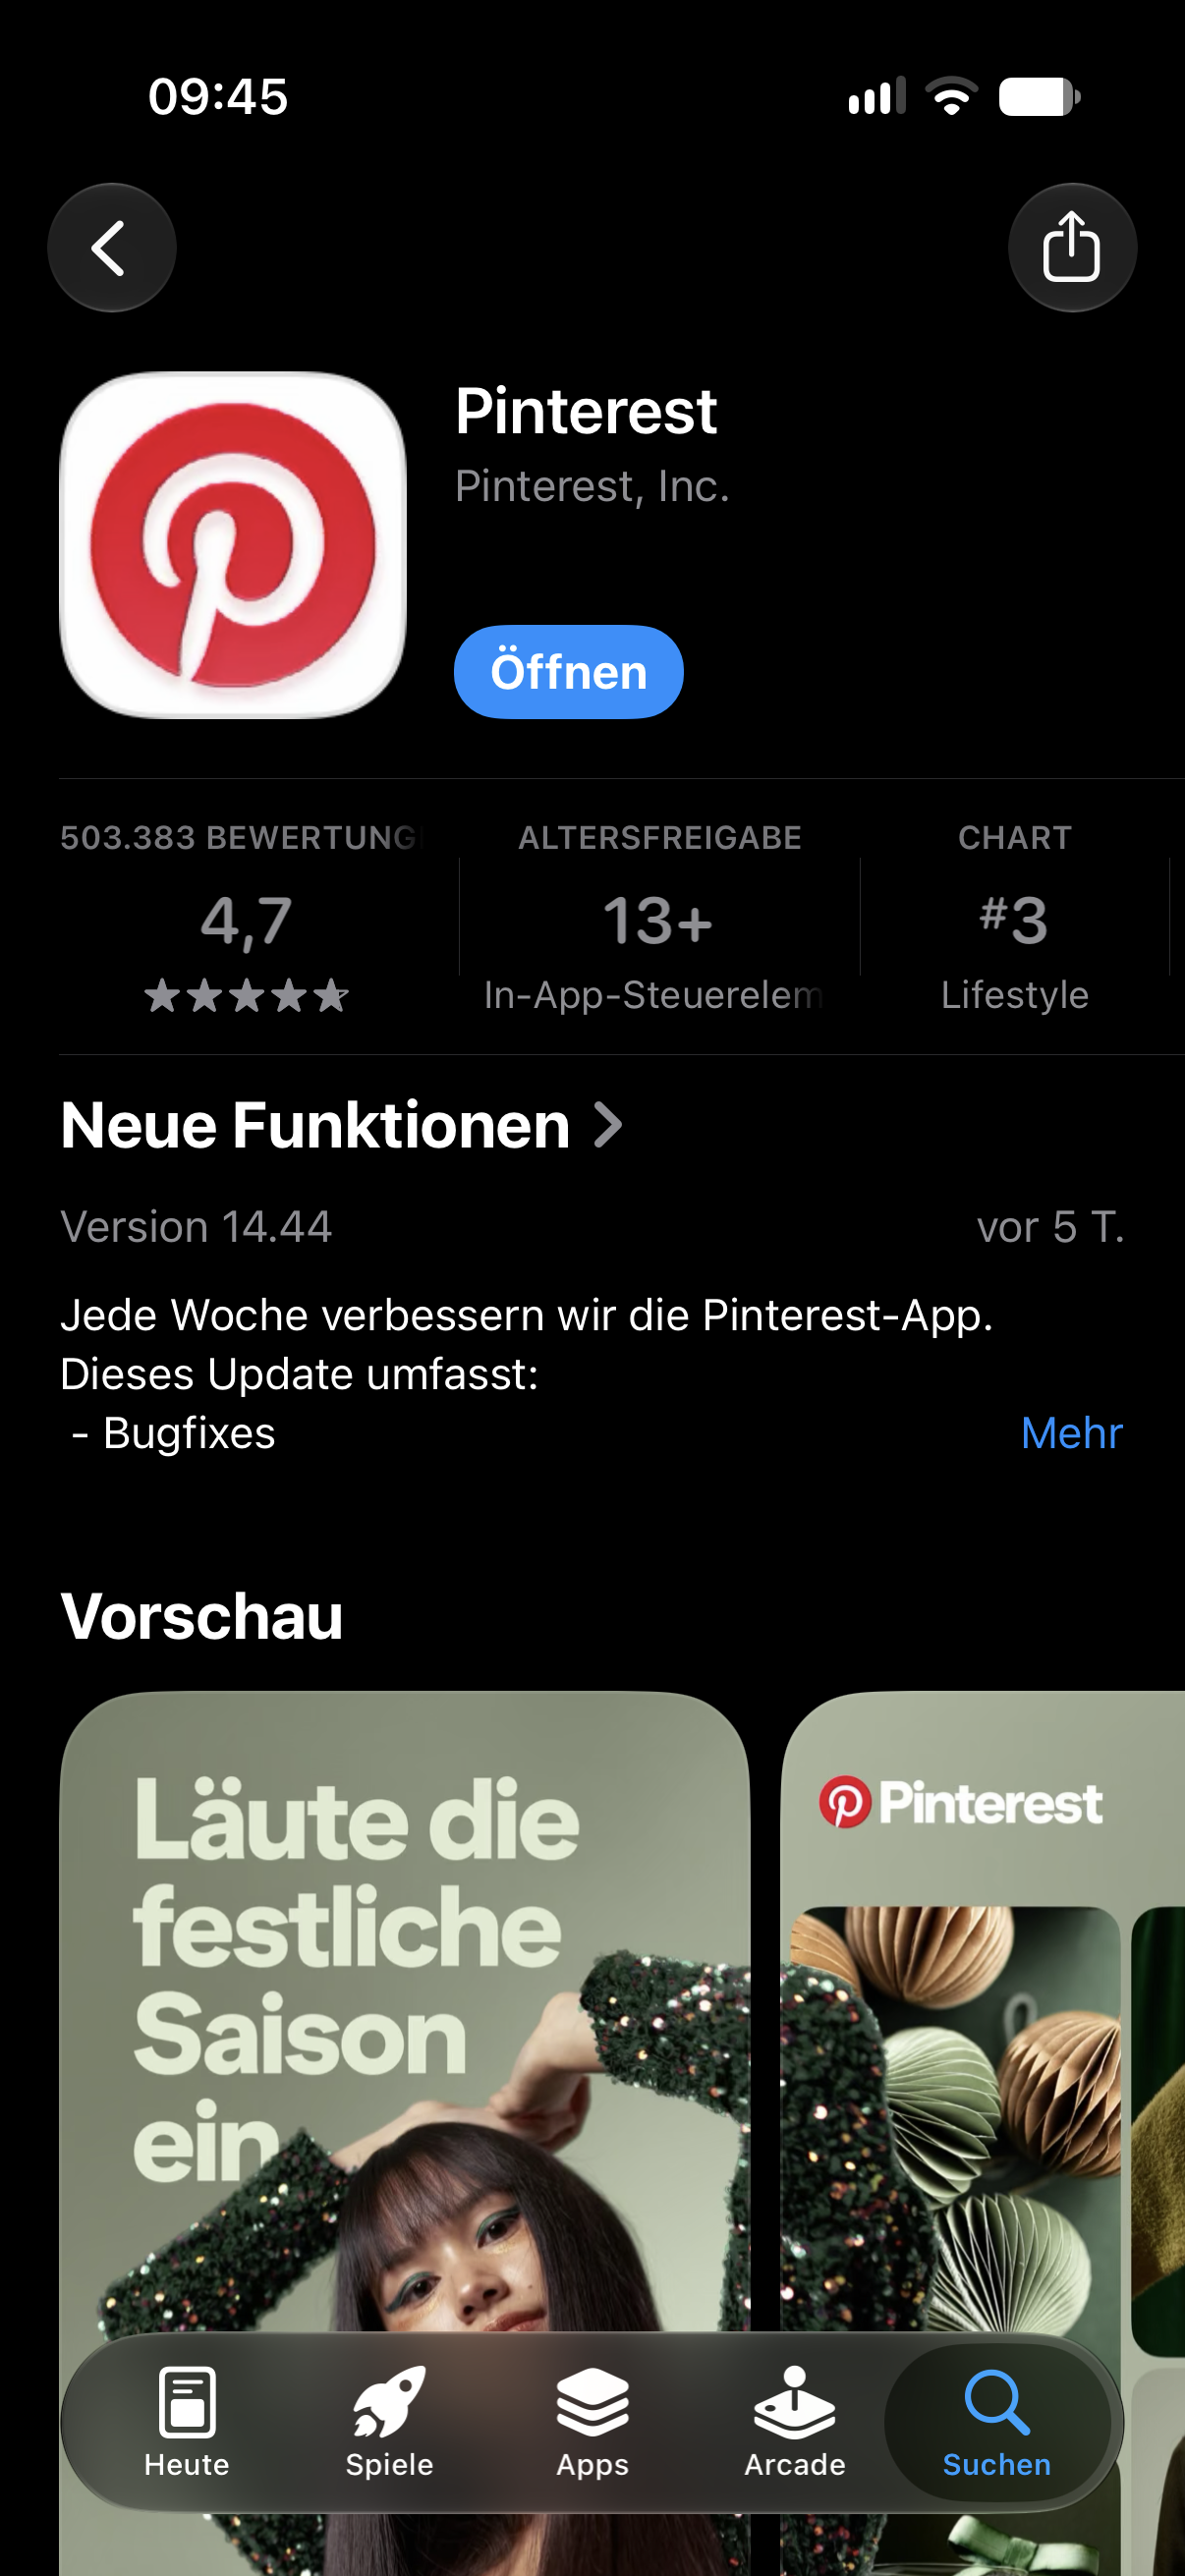 09:45
Pinterest
Pinterest, Inc.
Öffnen
503.383 BEWERTUNG
4,7
ALTERSFREIGABE
13+
In-App-Steuerelem
CHART
#3
Lifestyle
Neue Funktionen
Version 14.44
vor 5 T.
Jede Woche verbessern wir die Pinterest-App.
Dieses Update umfasst:
- Bugfixes
Mehr
Vorschau
Läute die
festliche
Saison
ein
Pinterest
Heute
Spiele
Apps
Arcade
Suchen